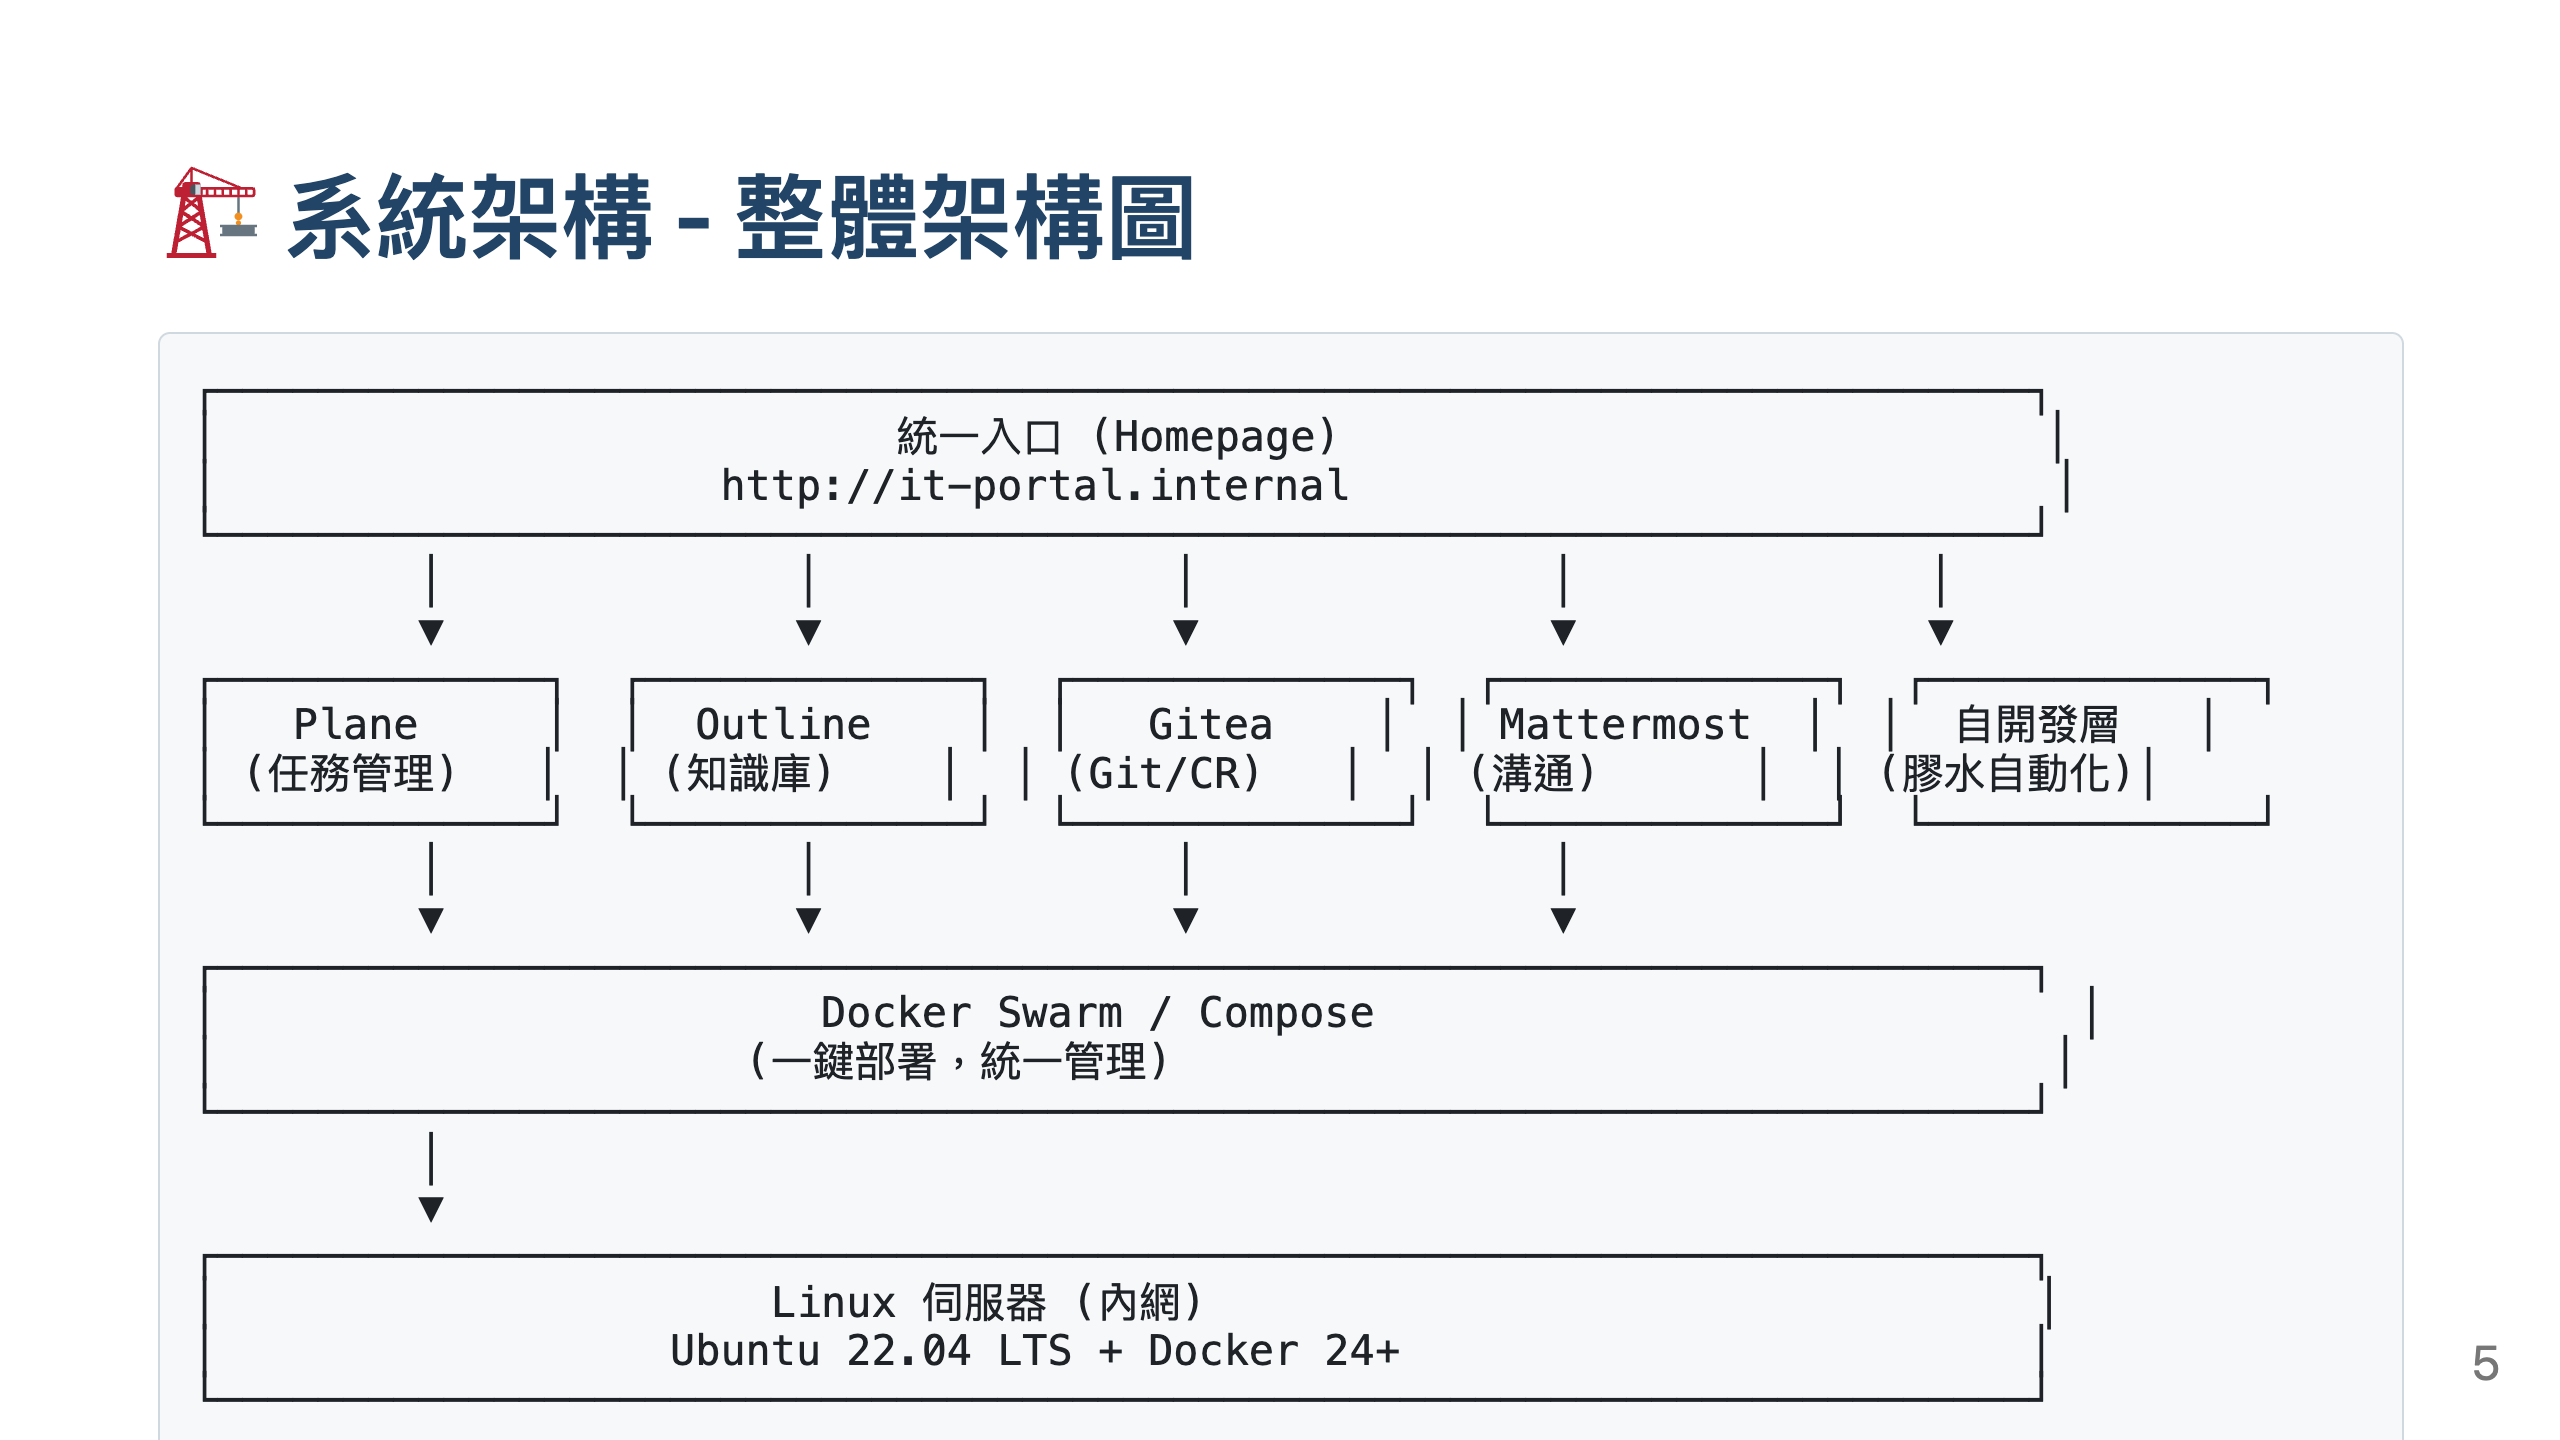 系統架構 - 整體架構圖
統一入口 (Homepage)
http://it-portal.internal
Plane Outline Gitea Mattermost 自開發層
(任務管理) (知識庫) (Git/CR) (溝通) (膠水自動化)
Docker Swarm / Compose
(一鍵部署，統一管理)
Linux 伺服器 (內網)
Ubuntu 22.04 LTS + Docker 24+
5